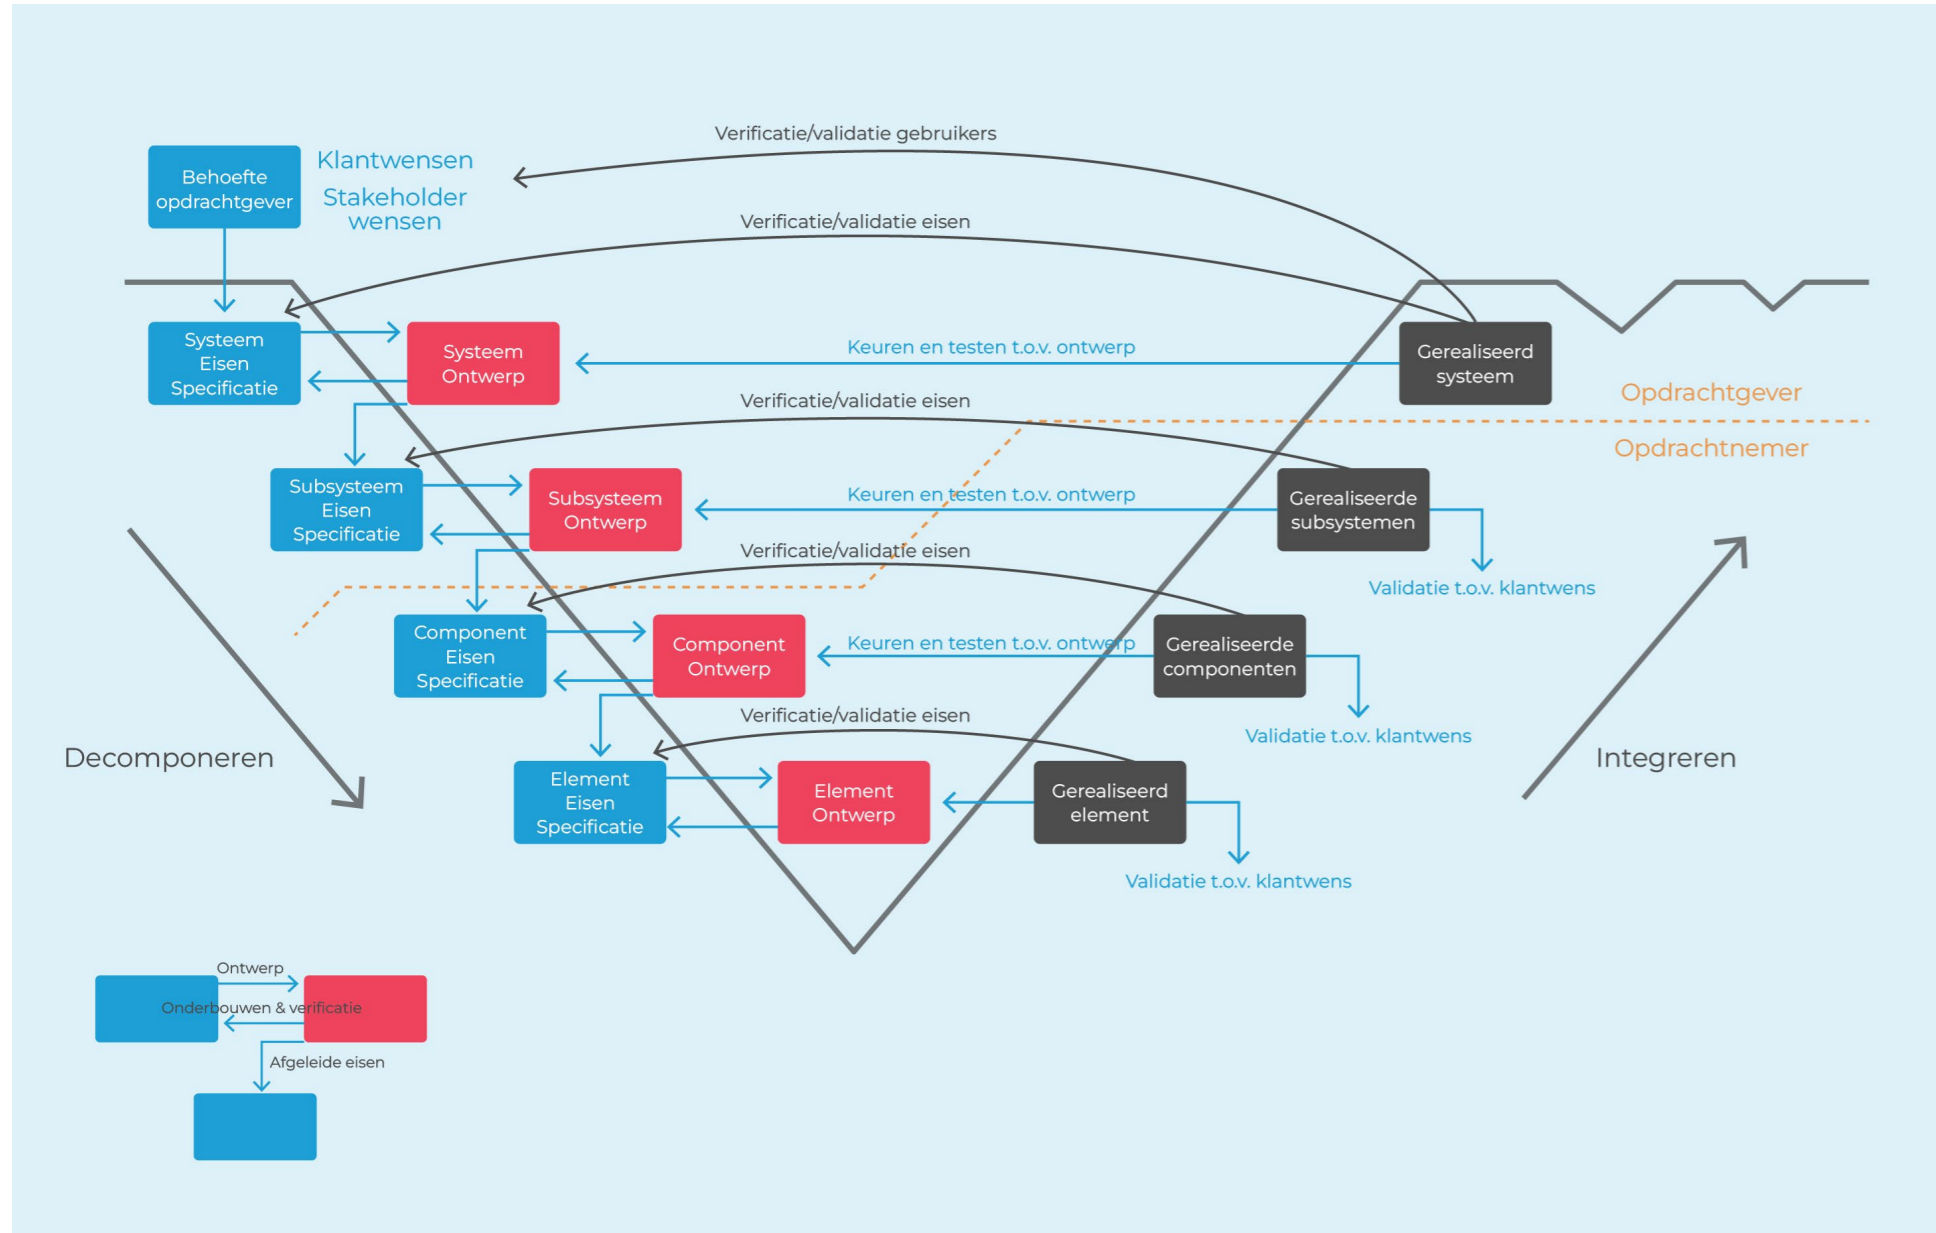 Verificatie/validatie gebruikers
Behoefte
opdrachtgever
Klantwensen
Stakeholder
wensen
Verificatie/validatie eisen
Systeem
Eisen
Specificatie
Systeem
Ontwerp
Keuren en testen t.o.v. ontwerp
Gerealiseerd
systeem
Opdrachtgever
Verificatie/validatie eisen
Opdrachtnemer
Subsysteem
Eisen
Specificatie
Subsysteem
Ontwerp
Keuren en testen t.o.v. ontwerp
Gerealiseerde
subsystemen
Verificatie/validatie eisen
Validatie t.o.v. klantwens
Component
Eisen
Specificatie
Component
Ontwerp
Keuren en testen t.o.v. ontwerp
Gerealiseerde
componenten
Verificatie/validatie eisen
Validatie t.o.v. klantwens
Decomponeren
Integreren
Element
Eisen
Specificatie
Element
Ontwerp
Gerealiseerd
element
Validatie t.o.v. klantwens
Ontwerp
Onderbouwen & verificatie
Afgeleide eisen